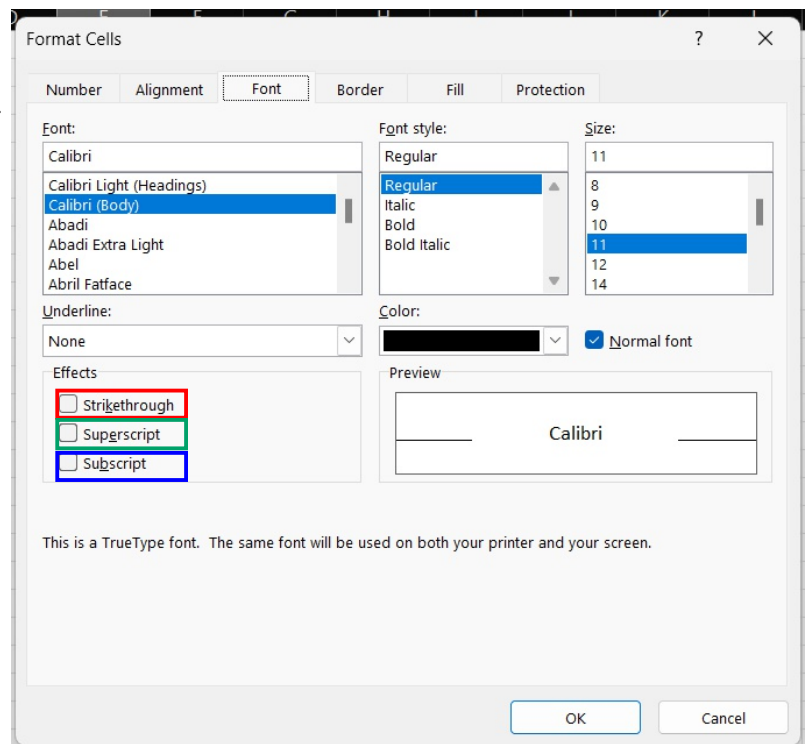 Format Cells ? ×
Number Alignment Font Border Fill Protection
Font: Font style: Size:
Calibri Regular 11
Calibri Light (Headings) Regular 8
Calibri (Body) Italic 9
Abadi Bold 10
Abadi Extra Light Bold Italic 11
Abel 12
Abril Fatface 14
Underline: Color:
None Normal font
Effects Preview
Strikethrough
Superscript Calibri
Subscript
This is a TrueType font. The same font will be used on both your printer and your screen.
OK Cancel